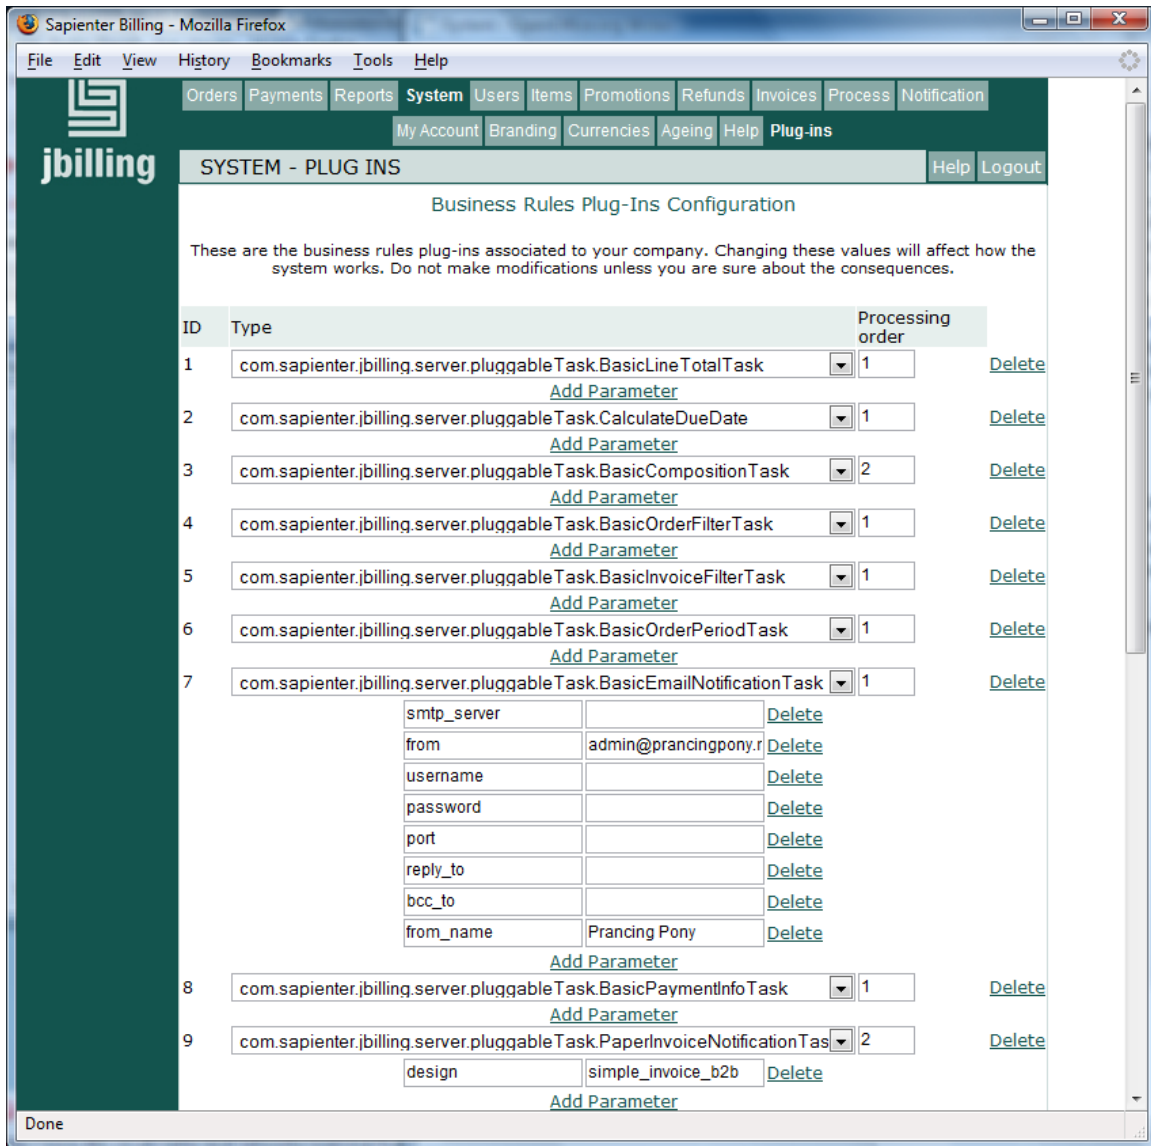 Sapienter Billing - Mozilla Firefox
File Edit View History Bookmarks Tools Help
Orders Payments Reports System Users Items Promotions Refunds Invoices Process Notification
My Account Branding Currencies Ageing Help Plug-ins
jbilling
SYSTEM - PLUG INS Help Logout
Business Rules Plug-Ins Configuration
These are the business rules plug-ins associated to your company. Changing these values will affect how the
system works. Do not make modifications unless you are sure about the consequences.
ID Type Processing
order
1 com.sapienter.jbilling.server.pluggableTask.BasicLineTotalTask 1 Delete
Add Parameter
2 com.sapienter.jbilling.server.pluggableTask.CalculateDueDate 1 Delete
Add Parameter
3 com.sapienter.jbilling.server.pluggableTask.BasicCompositionTask 2 Delete
Add Parameter
4 com.sapienter.jbilling.server.pluggableTask.BasicOrderFilterTask 1 Delete
Add Parameter
5 com.sapienter.jbilling.server.pluggableTask.BasicInvoiceFilterTask 1 Delete
Add Parameter
6 com.sapienter.jbilling.server.pluggableTask.BasicOrderPeriodTask 1 Delete
Add Parameter
7 com.sapienter.jbilling.server.pluggableTask.BasicEmailNotificationTask 1 Delete
smtp_server Delete
from admin@prancingpony.r Delete
username Delete
password Delete
port Delete
reply_to Delete
bcc_to Delete
from_name Prancing Pony Delete
Add Parameter
8 com.sapienter.jbilling.server.pluggableTask.BasicPaymentInfoTask 1 Delete
Add Parameter
9 com.sapienter.jbilling.server.pluggableTask.PaperInvoiceNotificationTas 2 Delete
design simple_invoice_b2b Delete
Add Parameter
Done